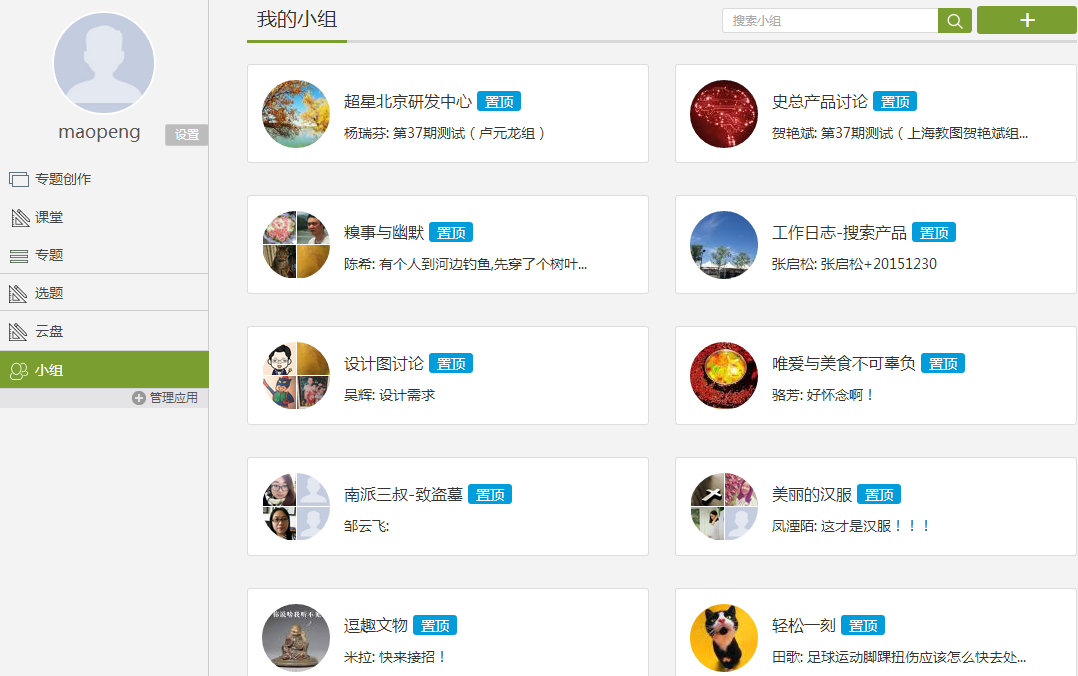 maopeng
设置
专题创作
课堂
专题
选题
云盘
小组
管理应用
我的小组
搜索小组
超星北京研发中心 置顶
杨瑞芬: 第37期测试（卢元龙组）
史总产品讨论 置顶
贺艳斌: 第37期测试（上海教图贺艳斌组...
糗事与幽默 置顶
陈希: 有个人到河边钓鱼,先穿了个树叶...
工作日志-搜索产品 置顶
张启松: 张启松+20151230
设计图讨论 置顶
吴辉: 设计需求
唯爱与美食不可辜负 置顶
骆芳: 好怀念啊！
南派三叔-致盗墓 置顶
邹云飞:
美丽的汉服 置顶
凤湮陌: 这才是汉服！！！
你说啥我听不见
逗趣文物 置顶
米拉: 快来接招！
轻松一刻 置顶
田歌: 足球运动脚踝扭伤应该怎么快去处...